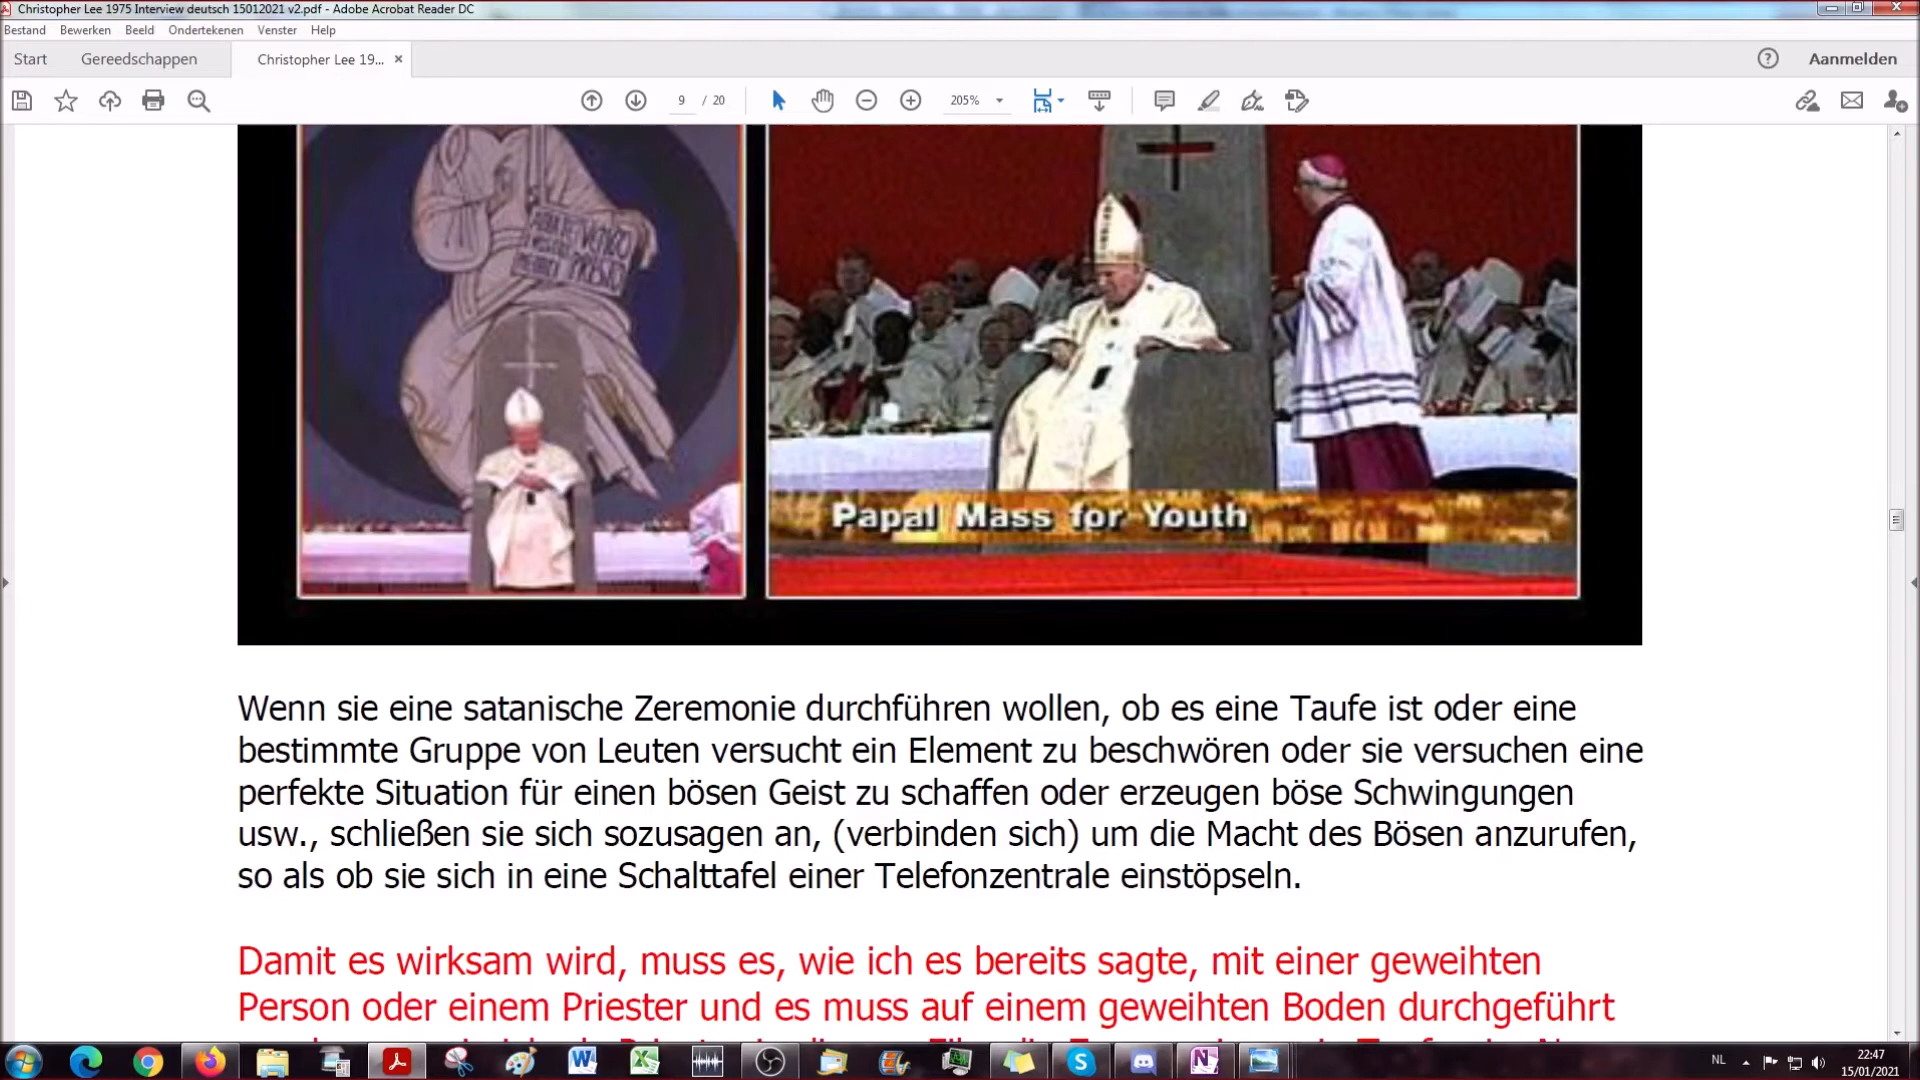 Christopher Lee 1975 Interview deutsch 15012021 v2.pdf - Adobe Acrobat Reader DC
Bestand Bewerken Beeld Ondertekenen Venster Help
Start Gereedschappen Christopher Lee 19... × Aanmelden
9 / 20 205%
Papal Mass for Youth
Wenn sie eine satanische Zeremonie durchführen wollen, ob es eine Taufe ist oder eine
bestimmte Gruppe von Leuten versucht ein Element zu beschwören oder sie versuchen eine
perfekte Situation für einen bösen Geist zu schaffen oder erzeugen böse Schwingungen
usw., schließen sie sich sozusagen an, (verbinden sich) um die Macht des Bösen anzurufen,
so als ob sie sich in eine Schalttafel einer Telefonzentrale einstöpseln.
Damit es wirksam wird, muss es, wie ich es bereits sagte, mit einer geweihten
Person oder einem Priester und es muss auf einem geweihten Boden durchgeführt
NL 22:47
15/01/2021